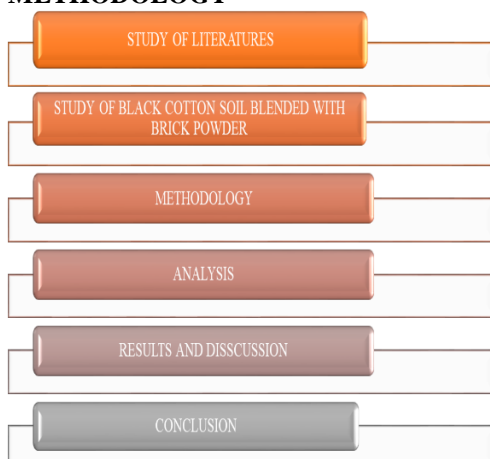 METHODOLOGY
STUDY OF LITERATURES
STUDY OF BLACK COTTON SOIL BLENDED WITH
BRICK POWDER
METHODOLOGY
ANALYSIS
RESULTS AND DISSCUSSION
CONCLUSION